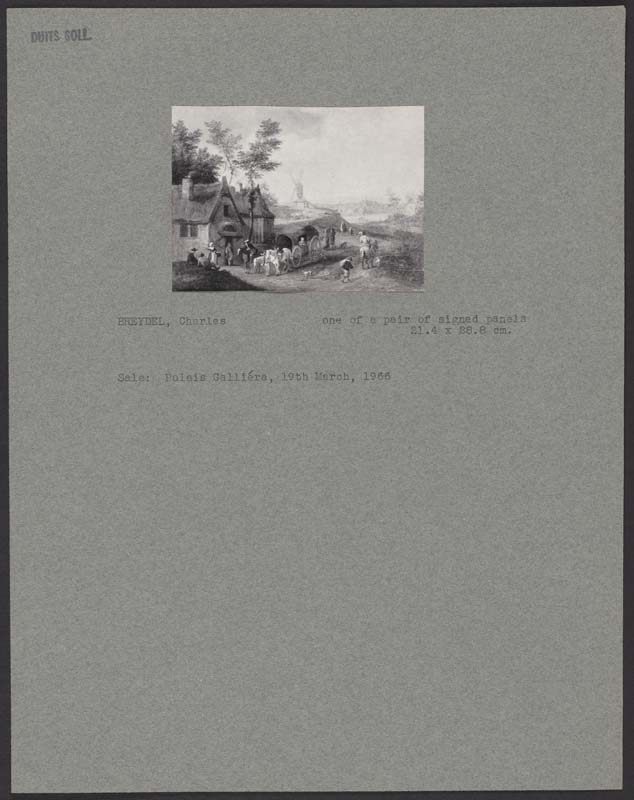 DUITS COLL.
BREYDEL, Charles one of a pair of signed panels
21.4 x 28.8 cm.
Sale: Palais Galliéra, 19th March, 1966